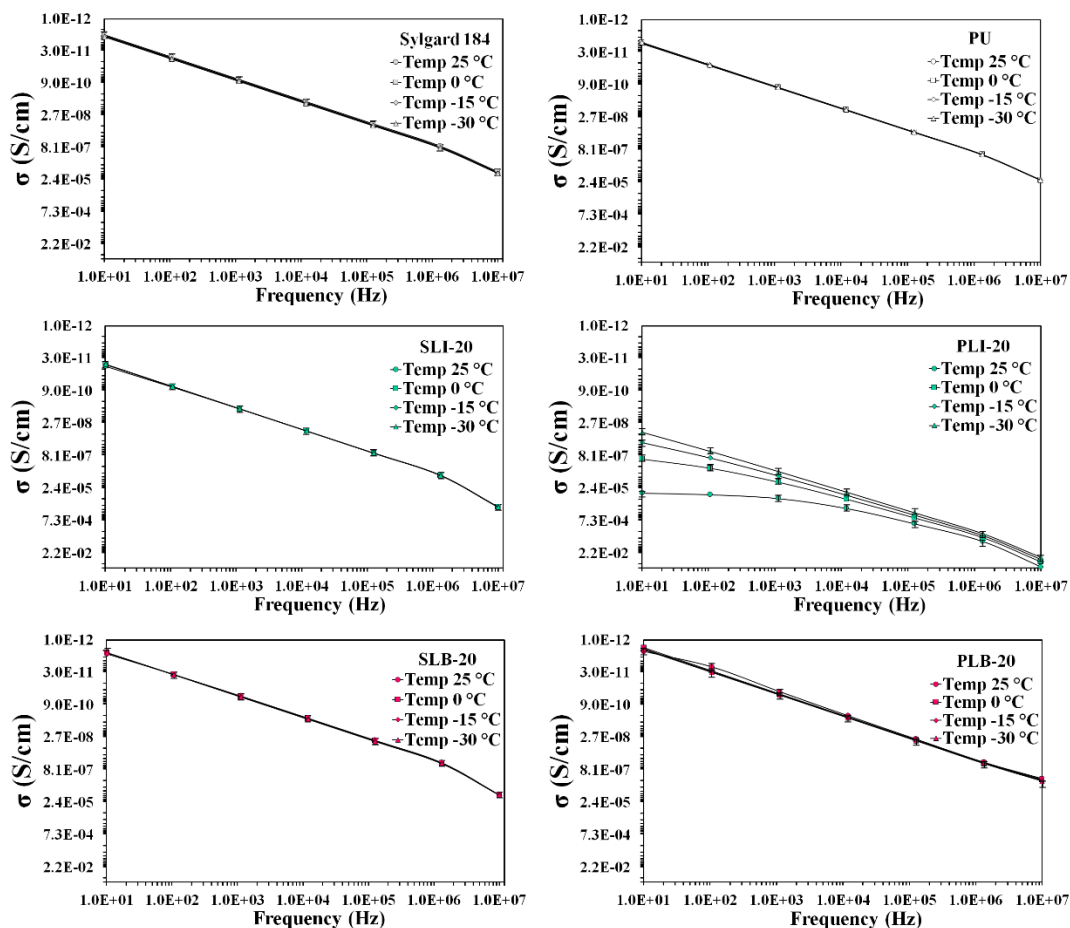 Sylgard 184
Temp 25 °C
Temp 0 °C
Temp -15 °C
Temp -30 °C
σ (S/cm)
1.0E-12
3.0E-11
9.0E-10
2.7E-08
8.1E-07
2.4E-05
7.3E-04
2.2E-02
1.0E+01 1.0E+02 1.0E+03 1.0E+04 1.0E+05 1.0E+06 1.0E+07
Frequency (Hz)
PU
Temp 25 °C
Temp 0 °C
Temp -15 °C
Temp -30 °C
σ (S/cm)
1.0E-12
3.0E-11
9.0E-10
2.7E-08
8.1E-07
2.4E-05
7.3E-04
2.2E-02
1.0E+01 1.0E+02 1.0E+03 1.0E+04 1.0E+05 1.0E+06 1.0E+07
Frequency (Hz)
SLI-20
Temp 25 °C
Temp 0 °C
Temp -15 °C
Temp -30 °C
σ (S/cm)
1.0E-12
3.0E-11
9.0E-10
2.7E-08
8.1E-07
2.4E-05
7.3E-04
2.2E-02
1.0E+01 1.0E+02 1.0E+03 1.0E+04 1.0E+05 1.0E+06 1.0E+07
Frequency (Hz)
PLI-20
Temp 25 °C
Temp 0 °C
Temp -15 °C
Temp -30 °C
σ (S/cm)
1.0E-12
3.0E-11
9.0E-10
2.7E-08
8.1E-07
2.4E-05
7.3E-04
2.2E-02
1.0E+01 1.0E+02 1.0E+03 1.0E+04 1.0E+05 1.0E+06 1.0E+07
Frequency (Hz)
SLB-20
Temp 25 °C
Temp 0 °C
Temp -15 °C
Temp -30 °C
σ (S/cm)
1.0E-12
3.0E-11
9.0E-10
2.7E-08
8.1E-07
2.4E-05
7.3E-04
2.2E-02
1.0E+01 1.0E+02 1.0E+03 1.0E+04 1.0E+05 1.0E+06 1.0E+07
Frequency (Hz)
PLB-20
Temp 25 °C
Temp 0 °C
Temp -15 °C
Temp -30 °C
σ (S/cm)
1.0E-12
3.0E-11
9.0E-10
2.7E-08
8.1E-07
2.4E-05
7.3E-04
2.2E-02
1.0E+01 1.0E+02 1.0E+03 1.0E+04 1.0E+05 1.0E+06 1.0E+07
Frequency (Hz)